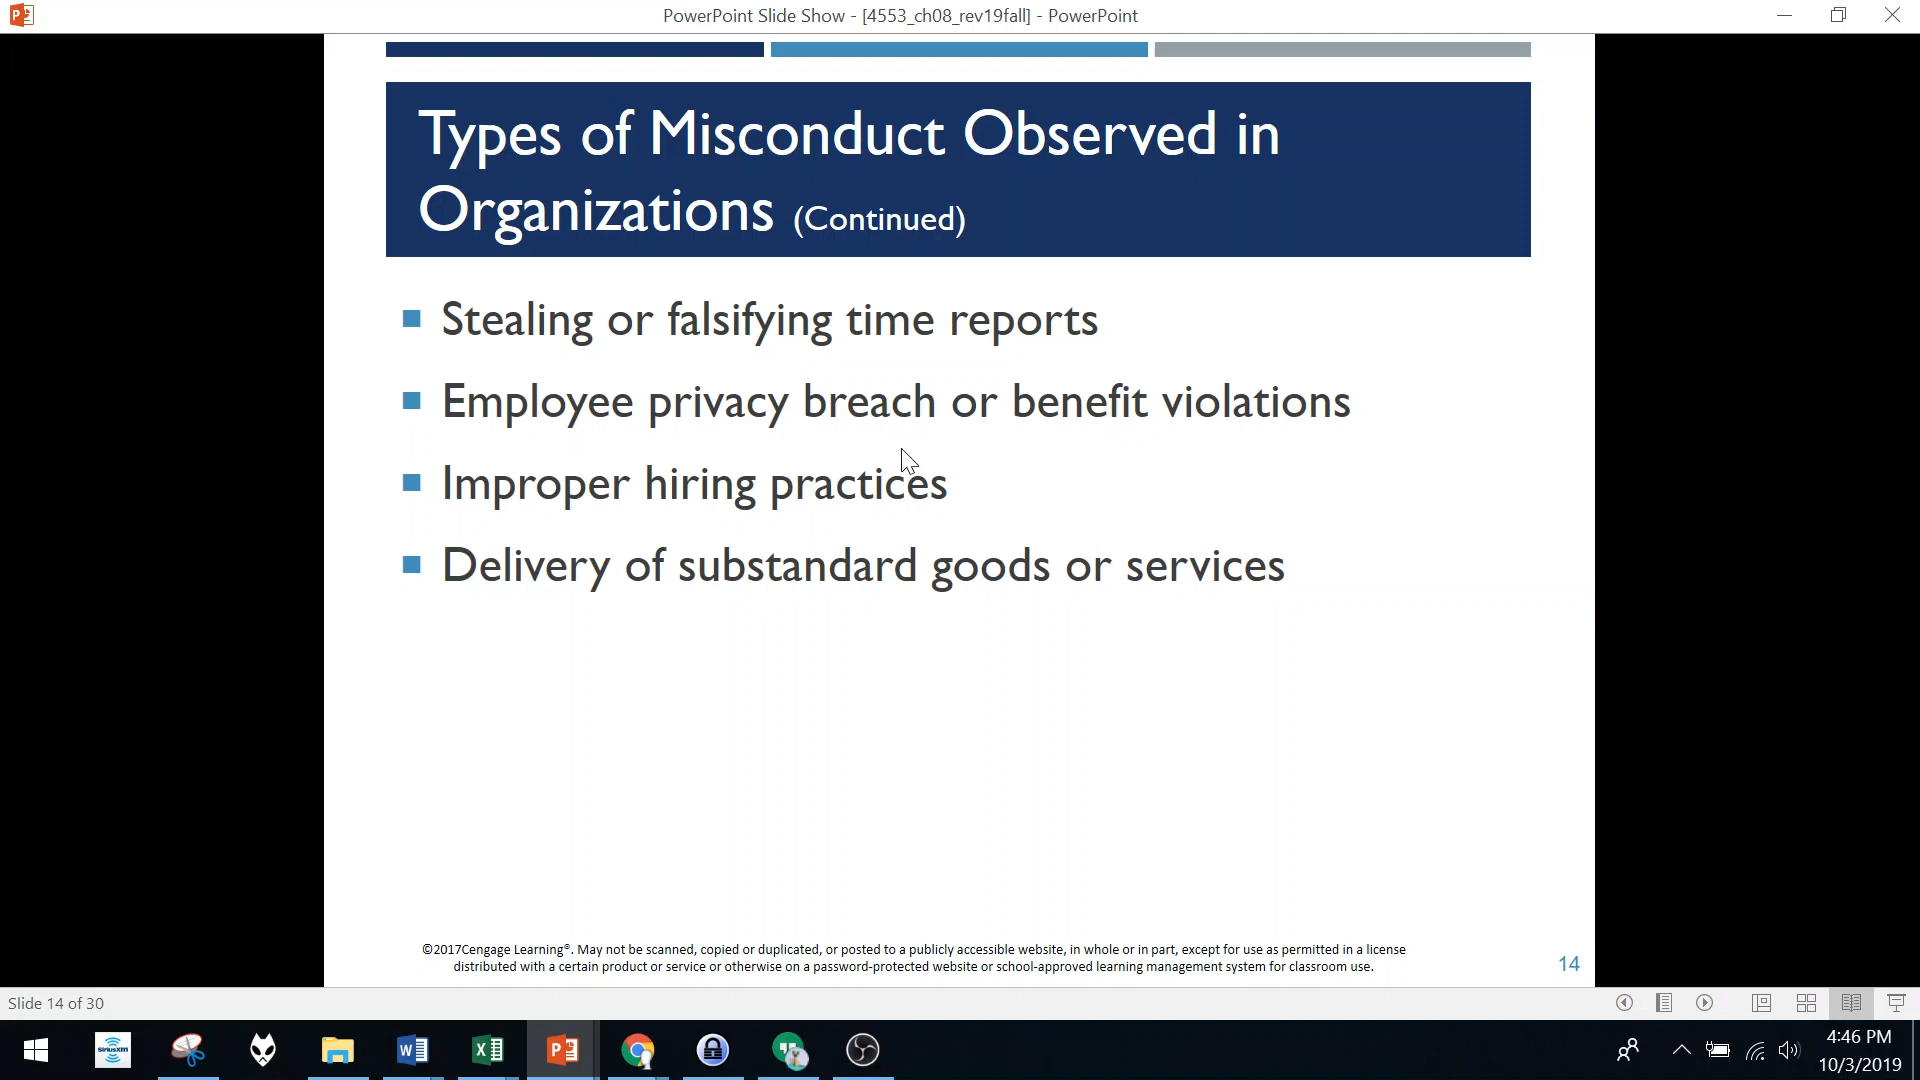 PowerPoint Slide Show - [4553_ch08_rev19fall] - PowerPoint
Types of Misconduct Observed in
Organizations (Continued)
Stealing or falsifying time reports
Employee privacy breach or benefit violations
Improper hiring practices
Delivery of substandard goods or services
©2017Cengage Learning®. May not be scanned, copied or duplicated, or posted to a publicly accessible website, in whole or in part, except for use as permitted in a license
distributed with a certain product or service or otherwise on a password-protected website or school-approved learning management system for classroom use.
14
Slide 14 of 30
SiriusXM
4:46 PM
10/3/2019